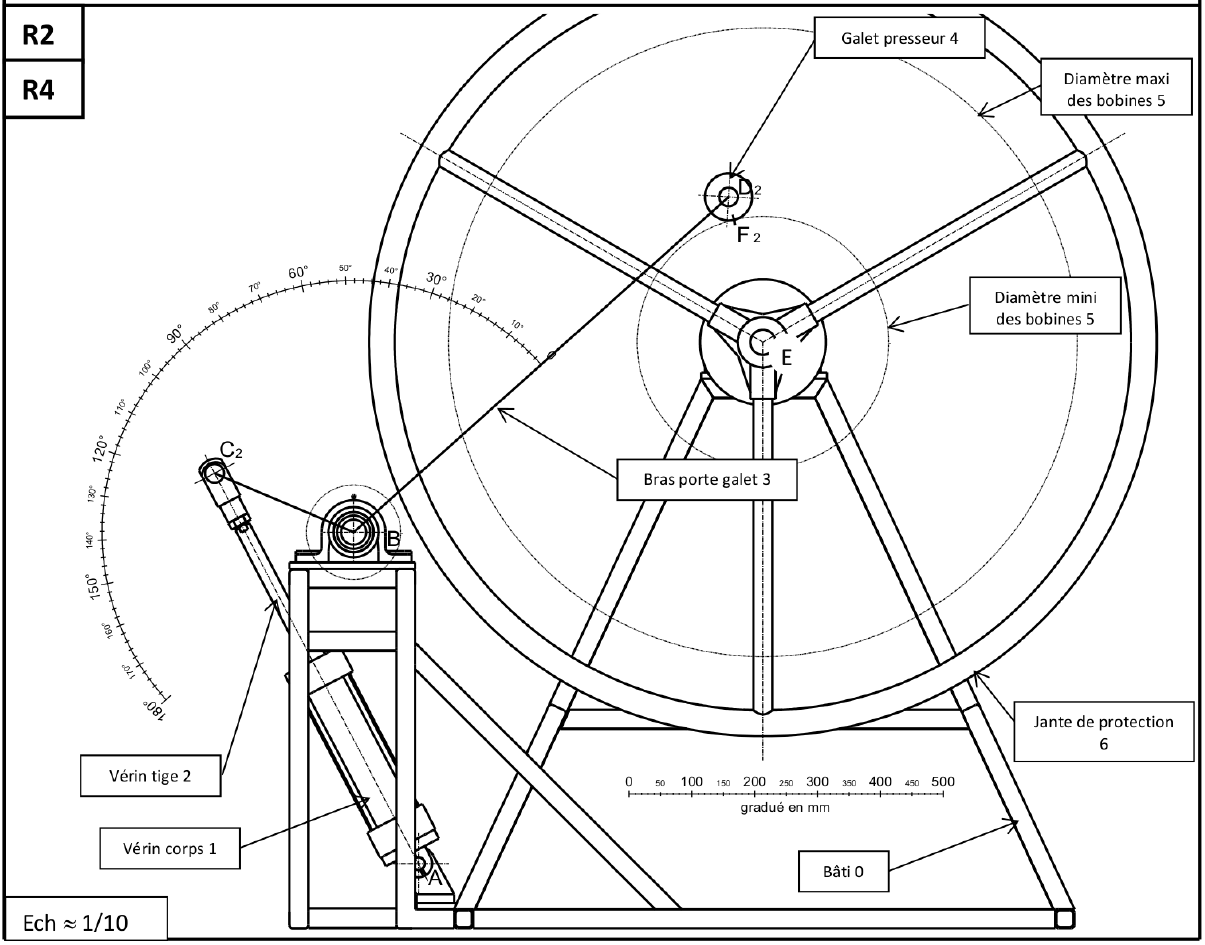 R2
R4
Galet presseur 4
Diamètre maxi
des bobines 5
D2
F2
60°
50°
40°
30°
20°
10°
70°
80°
90°
100°
110°
120°
130°
140°
150°
160°
170°
180°
Diamètre mini
des bobines 5
E
C2
B
Bras porte galet 3
Jante de protection
6
Vérin tige 2
0 50 100 150 200 250 300 350 400 450 500
gradué en mm
Vérin corps 1
A
Bâti 0
Ech ≈ 1/10